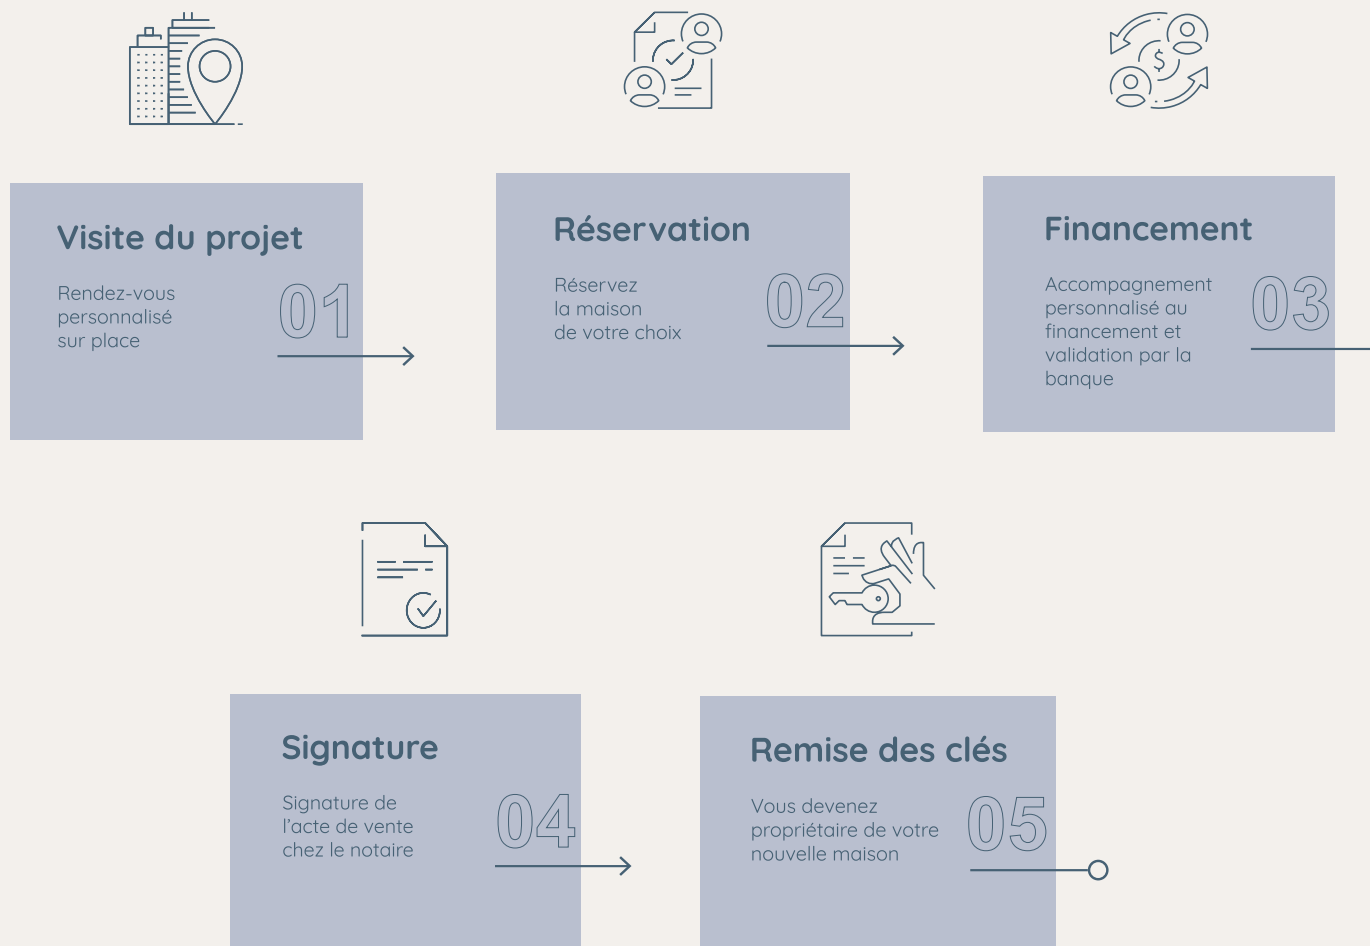 Visite du projet
Rendez-vous
personnalisé
sur place
01
Réservation
Réservez
la maison
de votre choix
02
Financement
Accompagnement
personnalisé au
financement et
validation par la
banque
03
$
Signature
Signature de
l'acte de vente
chez le notaire
04
Remise des clés
Vous devenez
propriétaire de votre
nouvelle maison
05